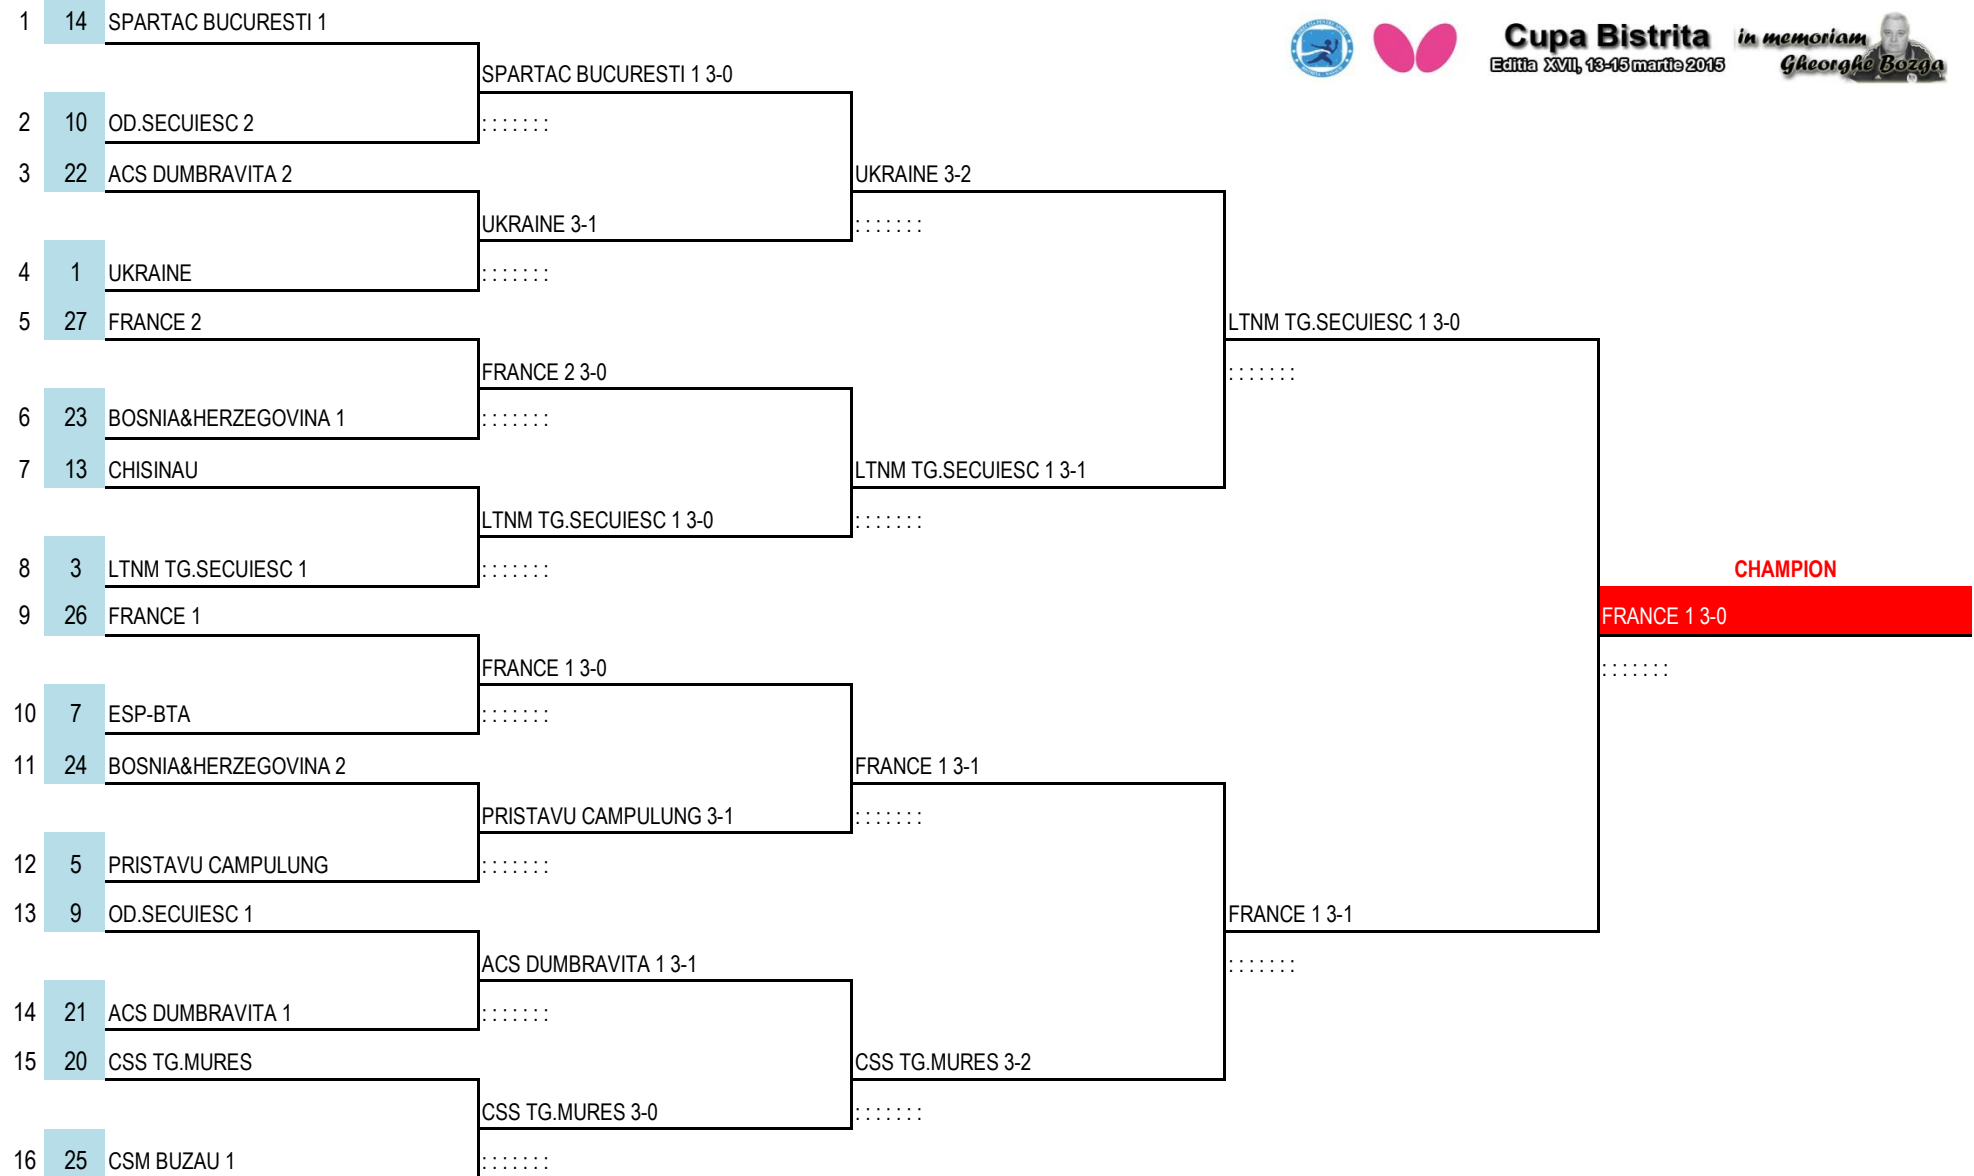 1 14 SPARTAC BUCURESTI 1
Cupa Bistrita
Editia XVII, 13-15 martie 2015
in memoriam
Gheorghe Bozga
SPARTAC BUCURESTI 1 3-0
2 10 OD.SECUIESC 2
: : : : : : :
3 22 ACS DUMBRAVITA 2
UKRAINE 3-2
UKRAINE 3-1
: : : : : : :
4 1 UKRAINE
: : : : : : :
5 27 FRANCE 2
LTNM TG.SECUIESC 1 3-0
FRANCE 2 3-0
: : : : : : :
6 23 BOSNIA&HERZEGOVINA 1
: : : : : : :
7 13 CHISINAU
LTNM TG.SECUIESC 1 3-1
LTNM TG.SECUIESC 1 3-0
: : : : : : :
8 3 LTNM TG.SECUIESC 1
: : : : : : :
CHAMPION
9 26 FRANCE 1
FRANCE 1 3-0
FRANCE 1 3-0
: : : : : : :
10 7 ESP-BTA
: : : : : : :
11 24 BOSNIA&HERZEGOVINA 2
FRANCE 1 3-1
PRISTAVU CAMPULUNG 3-1
: : : : : : :
12 5 PRISTAVU CAMPULUNG
: : : : : : :
13 9 OD.SECUIESC 1
FRANCE 1 3-1
ACS DUMBRAVITA 1 3-1
: : : : : : :
14 21 ACS DUMBRAVITA 1
: : : : : : :
15 20 CSS TG.MURES
CSS TG.MURES 3-2
CSS TG.MURES 3-0
: : : : : : :
16 25 CSM BUZAU 1
: : : : : : :